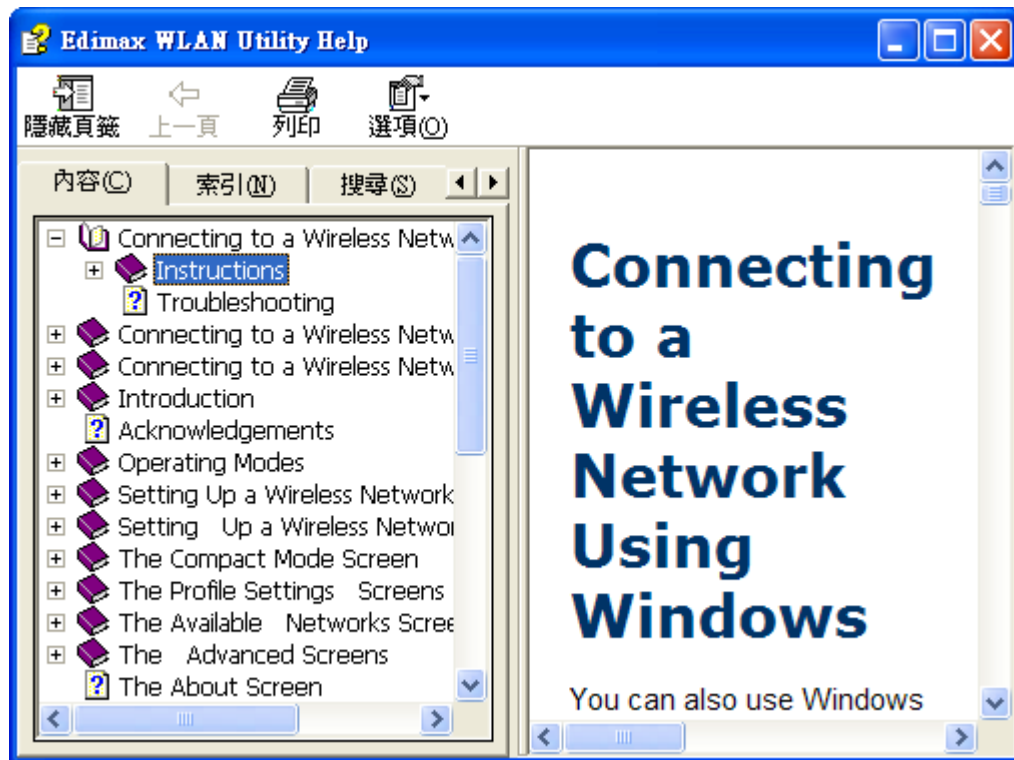 Edimax WLAN Utility Help
隱藏頁籤 上一頁 列印 選項(O)
內容(C) 索引(N) 搜尋(S)
Connecting to a Wireless Netw
Instructions
Troubleshooting
Connecting to a Wireless Netw
Connecting to a Wireless Netw
Introduction
Acknowledgements
Operating Modes
Setting Up a Wireless Network
Setting Up a Wireless Networ
The Compact Mode Screen
The Profile Settings Screens
The Available Networks Scree
The Advanced Screens
The About Screen
Connecting
to a
Wireless
Network
Using
Windows
You can also use Windows